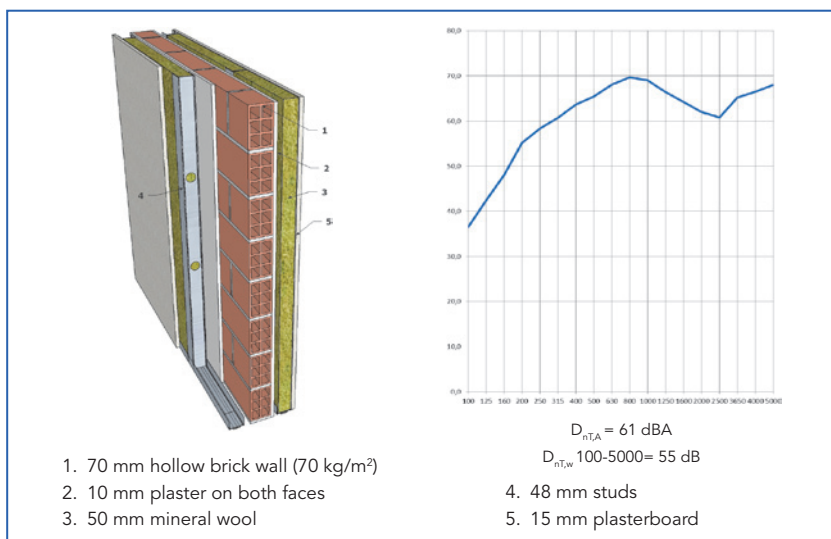 1
2
3
4
5
80,0
70,0
60,0
50,0
40,0
30,0
20,0
10,0
0,0
100 125 160 200 250 315 400 500 630 800 1000 1250 1600 2000 2500 3650 4000 5000
DnT,A = 61 dBA
DnT,w 100-5000= 55 dB
1. 70 mm hollow brick wall (70 kg/m²)
2. 10 mm plaster on both faces
3. 50 mm mineral wool
4. 48 mm studs
5. 15 mm plasterboard